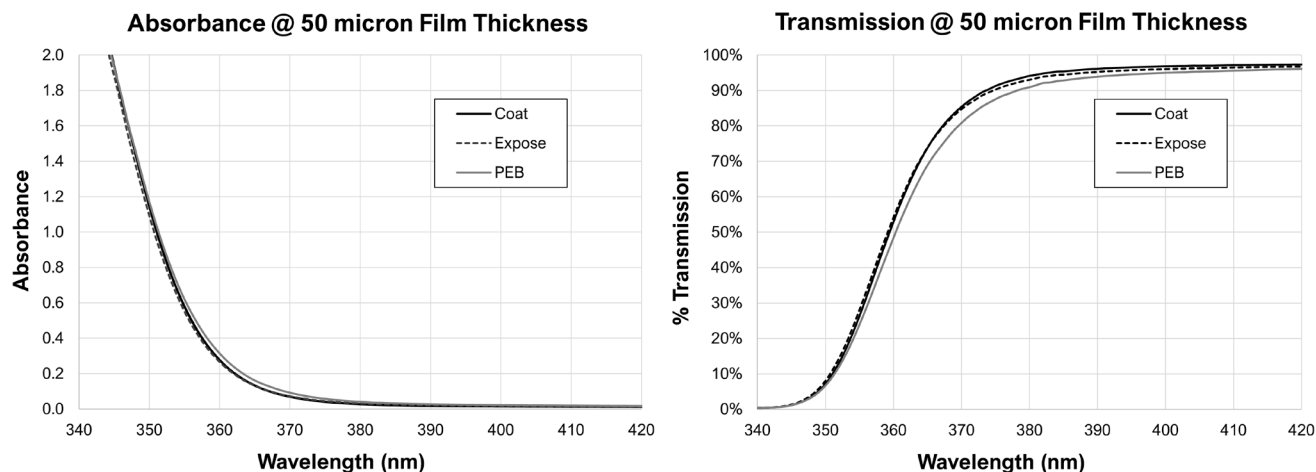 Absorbance @ 50 micron Film Thickness
2.0
1.8
1.6
1.4
1.2
1.0
0.8
0.6
0.4
0.2
0.0
Absorbance
Coat
Expose
PEB
340 350 360 370 380 390 400 410 420
Wavelength (nm)
Transmission @ 50 micron Film Thickness
100%
90%
80%
70%
60%
50%
40%
30%
20%
10%
0%
% Transmission
Coat
Expose
PEB
340 350 360 370 380 390 400 410 420
Wavelength (nm)